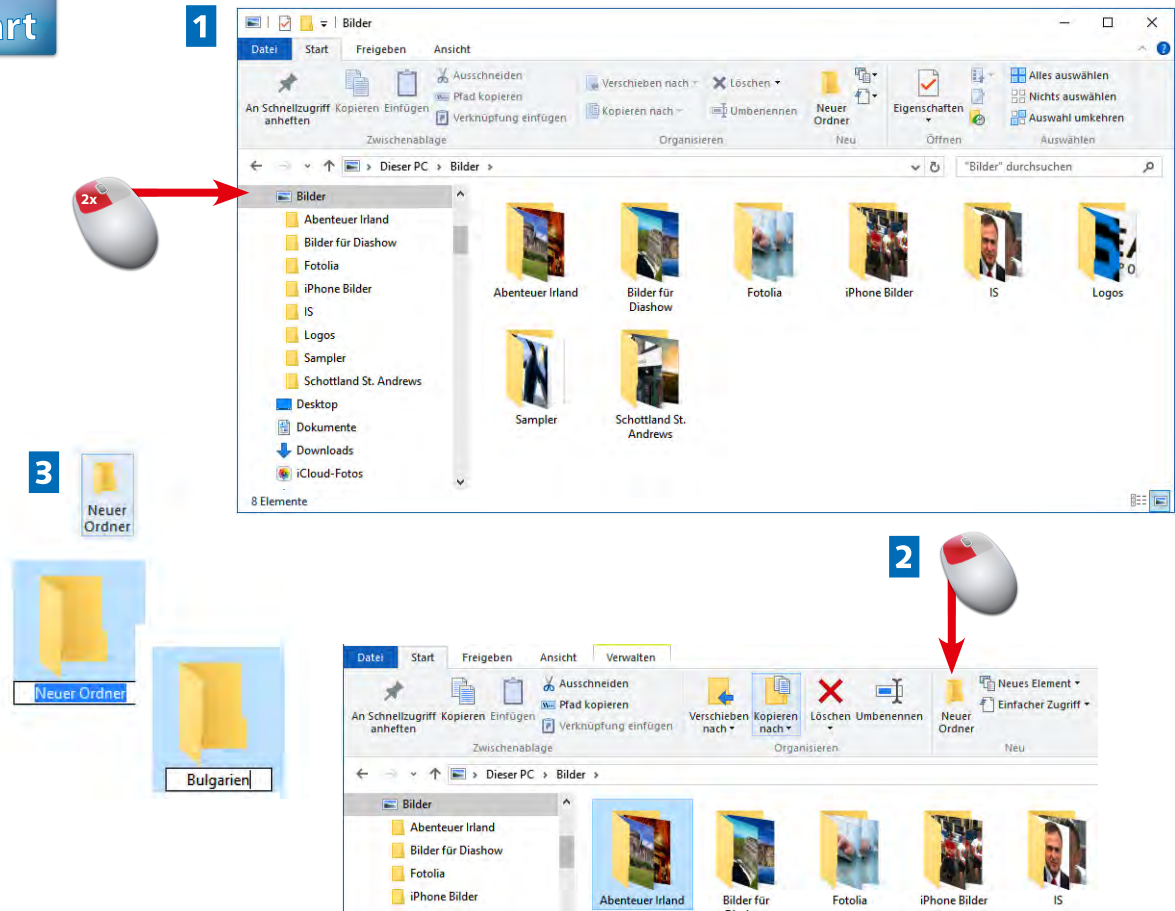 art
1
Bilder
Datei Start Freigeben Ansicht
An Schnellzugriff anheften
Kopieren
Einfügen
Ausschneiden
Pfad kopieren
Verknüpfung einfügen
Zwischenablage
Verschieben nach
Kopieren nach
Löschen
Umbenennen
Organisieren
Neuer
Ordner
Neu
Eigenschaften
Öffnen
Alles auswählen
Nichts auswählen
Auswahl umkehren
Auswählen
Dieser PC > Bilder >
"Bilder" durchsuchen
2x
Bilder
Abenteuer Irland
Bilder für Diashow
Fotolia
iPhone Bilder
IS
Logos
Sampler
Schottland St. Andrews
Desktop
Dokumente
Downloads
iCloud-Fotos
Abenteuer Irland
Bilder für
Diashow
Fotolia
iPhone Bilder
IS
Logos
Sampler
Schottland St.
Andrews
8 Elemente
3
Neuer
Ordner
Neuer Ordner
Bulgarien
2
Datei Start Freigeben Ansicht Verwalten
An Schnellzugriff
anheften
Kopieren
Einfügen
Ausschneiden
Pfad kopieren
Verknüpfung einfügen
Zwischenablage
Verschieben
nach
Kopieren
nach
Löschen
Umbenennen
Organisieren
Neuer
Ordner
Neues Element
Einfacher Zugriff
Neu
Dieser PC > Bilder >
Bilder
Abenteuer Irland
Bilder für Diashow
Fotolia
iPhone Bilder
Abenteuer Irland
Bilder für
Fotolia
iPhone Bilder
IS